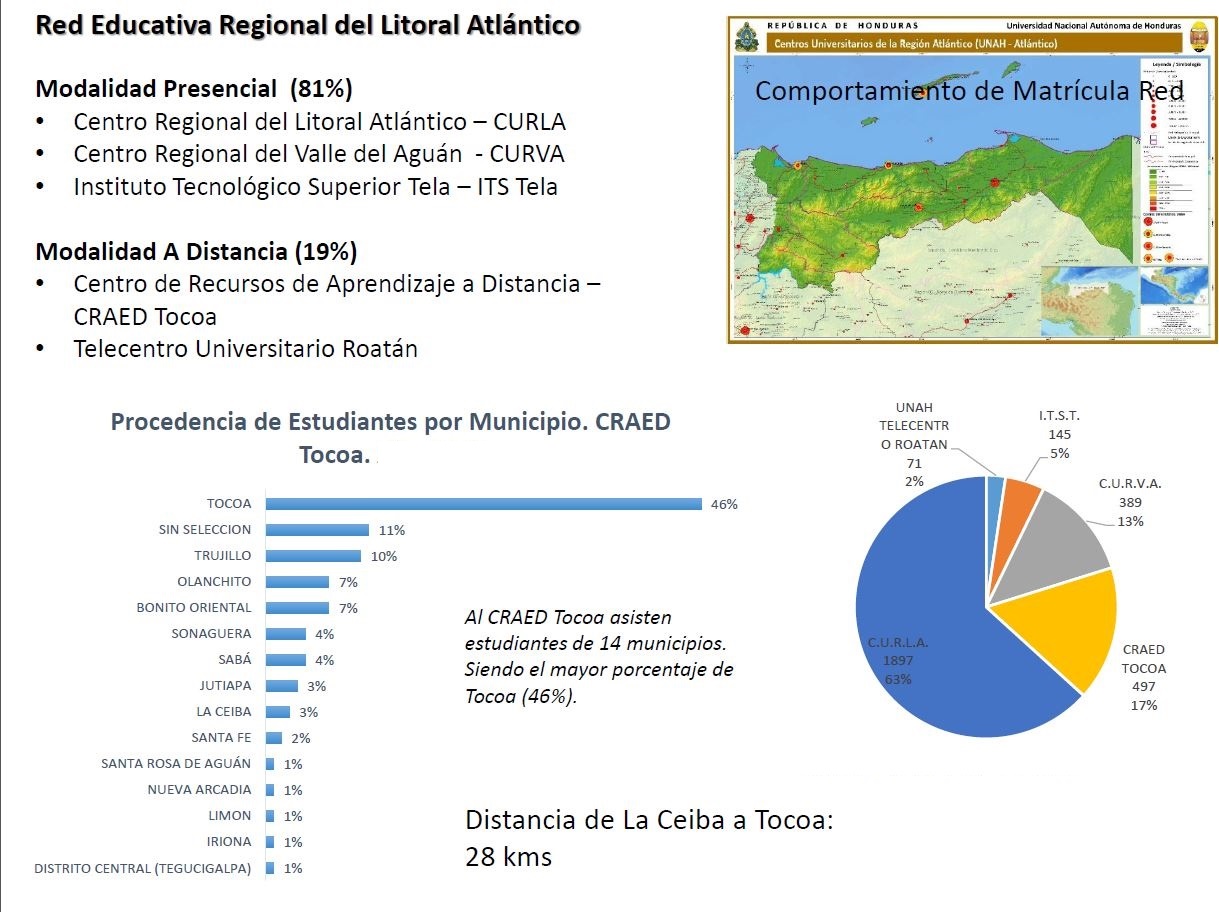 Red Educativa Regional del Litoral Atlántico
Modalidad Presencial (81%)
• Centro Regional del Litoral Atlántico – CURLA
• Centro Regional del Valle del Aguán - CURVA
• Instituto Tecnológico Superior Tela – ITS Tela
Modalidad A Distancia (19%)
• Centro de Recursos de Aprendizaje a Distancia –
CRAED Tocoa
• Telecentro Universitario Roatán
REPÚBLICA DE HONDURAS
Universidad Nacional Autónoma de Honduras
Centros Universitarios de la Región Atlántico (UNAH - Atlántico)
Leyenda / Simbología
Comportamiento de Matrícula Red
Procedencia de Estudiantes por Municipio. CRAED
Tocoa.
TOCOA 46%
SIN SELECCION 11%
TRUJILLO 10%
OLANCHITO 7%
BONITO ORIENTAL 7%
SONAGUERA 4%
SABÁ 4%
JUTIAPA 3%
LA CEIBA 3%
SANTA FE 2%
SANTA ROSA DE AGUÁN 1%
NUEVA ARCADIA 1%
LIMON 1%
IRIONA 1%
DISTRITO CENTRAL (TEGUCIGALPA) 1%
Al CRAED Tocoa asisten
estudiantes de 14 municipios.
Siendo el mayor porcentaje de
Tocoa (46%).
Distancia de La Ceiba a Tocoa:
28 kms
UNAH
TELECENTR
O ROATAN
71
2%
I.T.S.T.
145
5%
C.U.R.V.A.
389
13%
CRAED
TOCOA
497
17%
C.U.R.L.A.
1897
63%